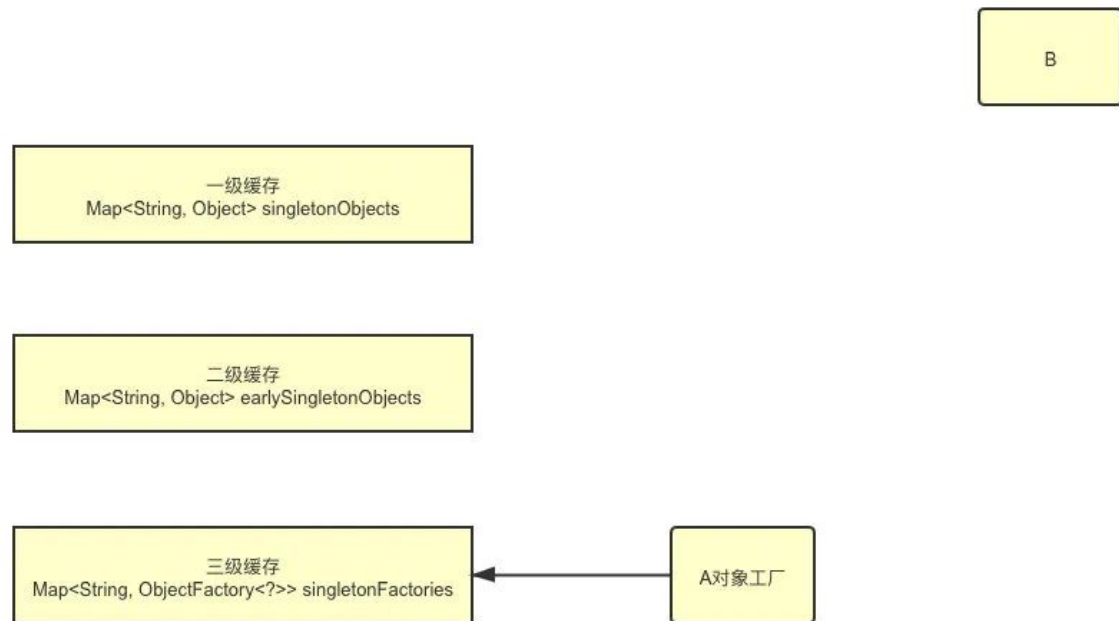 B
一级缓存
Map<String, Object> singletonObjects
二级缓存
Map<String, Object> earlySingletonObjects
三级缓存
Map<String, ObjectFactory<?>> singletonFactories
A对象工厂